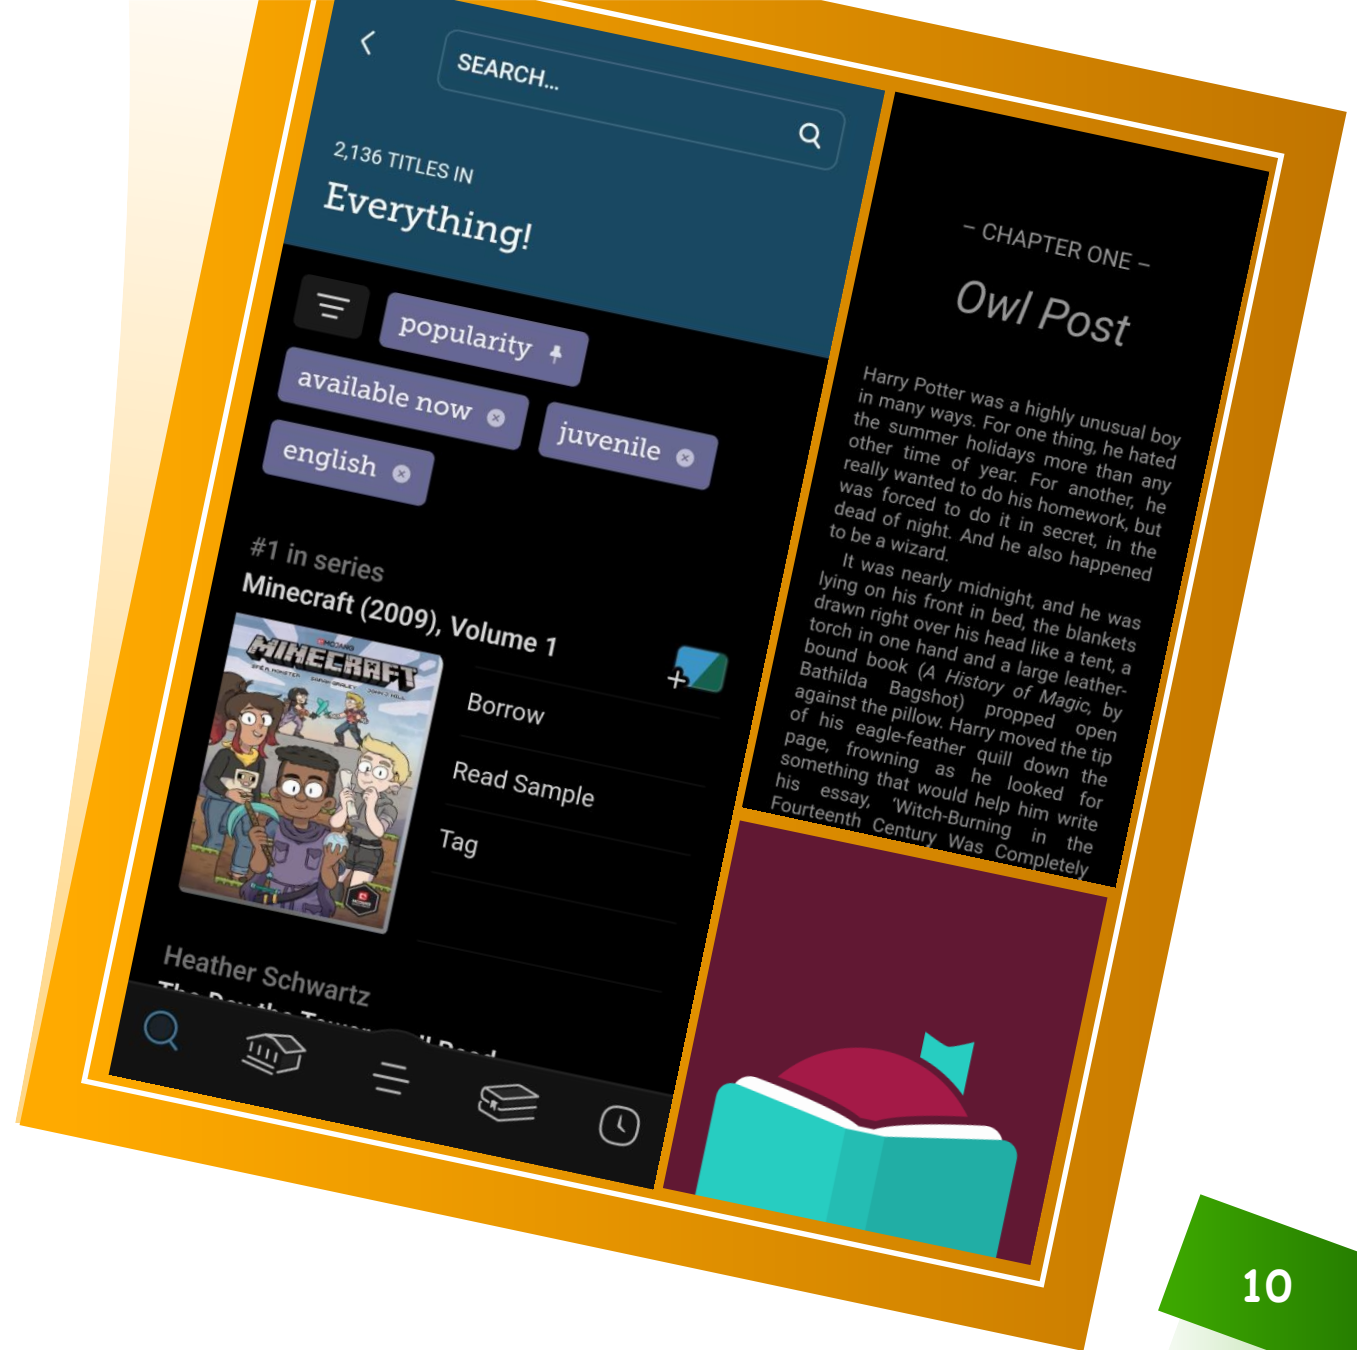 SEARCH...
2,136 TITLES IN
Everything!
popularity
available now
juvenile
english
#1 in series
Minecraft (2009), Volume 1
MOJANG
MINECRAFT
Borrow
Read Sample
Tag
Heather Schwartz
– CHAPTER ONE –
Owl Post
Harry Potter was a highly unusual boy
in many ways. For one thing, he hated
the summer holidays more than any
other time of year. For another, he
really wanted to do his homework, but
was forced to do it in secret, in the
dead of night. And he also happened
to be a wizard.
It was nearly midnight, and he was
lying on his front in bed, the blankets
drawn right over his head like a tent, a
torch in one hand and a large leather-
bound book (A History of Magic, by
Bathilda Bagshot) propped open
against the pillow. Harry moved the tip
of his eagle-feather quill down the
page, frowning as he looked for
something that would help him write
his essay, ‘Witch-Burning in the
Fourteenth Century Was Completely
10